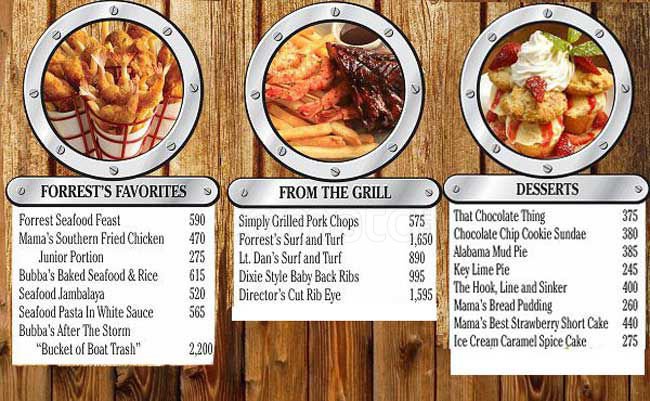 FORREST'S FAVORITES
Forrest Seafood Feast 590
Mama's Southern Fried Chicken 470
Junior Portion 275
Bubba's Baked Seafood & Rice 615
Seafood Jambalaya 520
Seafood Pasta In White Sauce 565
Bubba's After The Storm
"Bucket of Boat Trash" 2,200
FROM THE GRILL
Simply Grilled Pork Chops 575
Forrest's Surf and Turf 1,650
Lt. Dan's Surf and Turf 890
Dixie Style Baby Back Ribs 995
Director's Cut Rib Eye 1,595
DESSERTS
That Chocolate Thing 375
Chocolate Chip Cookie Sundae 380
Alabama Mud Pie 385
Key Lime Pie 245
The Hook, Line and Sinker 400
Mama's Bread Pudding 260
Mama's Best Strawberry Short Cake 440
Ice Cream Caramel Spice Cake 275